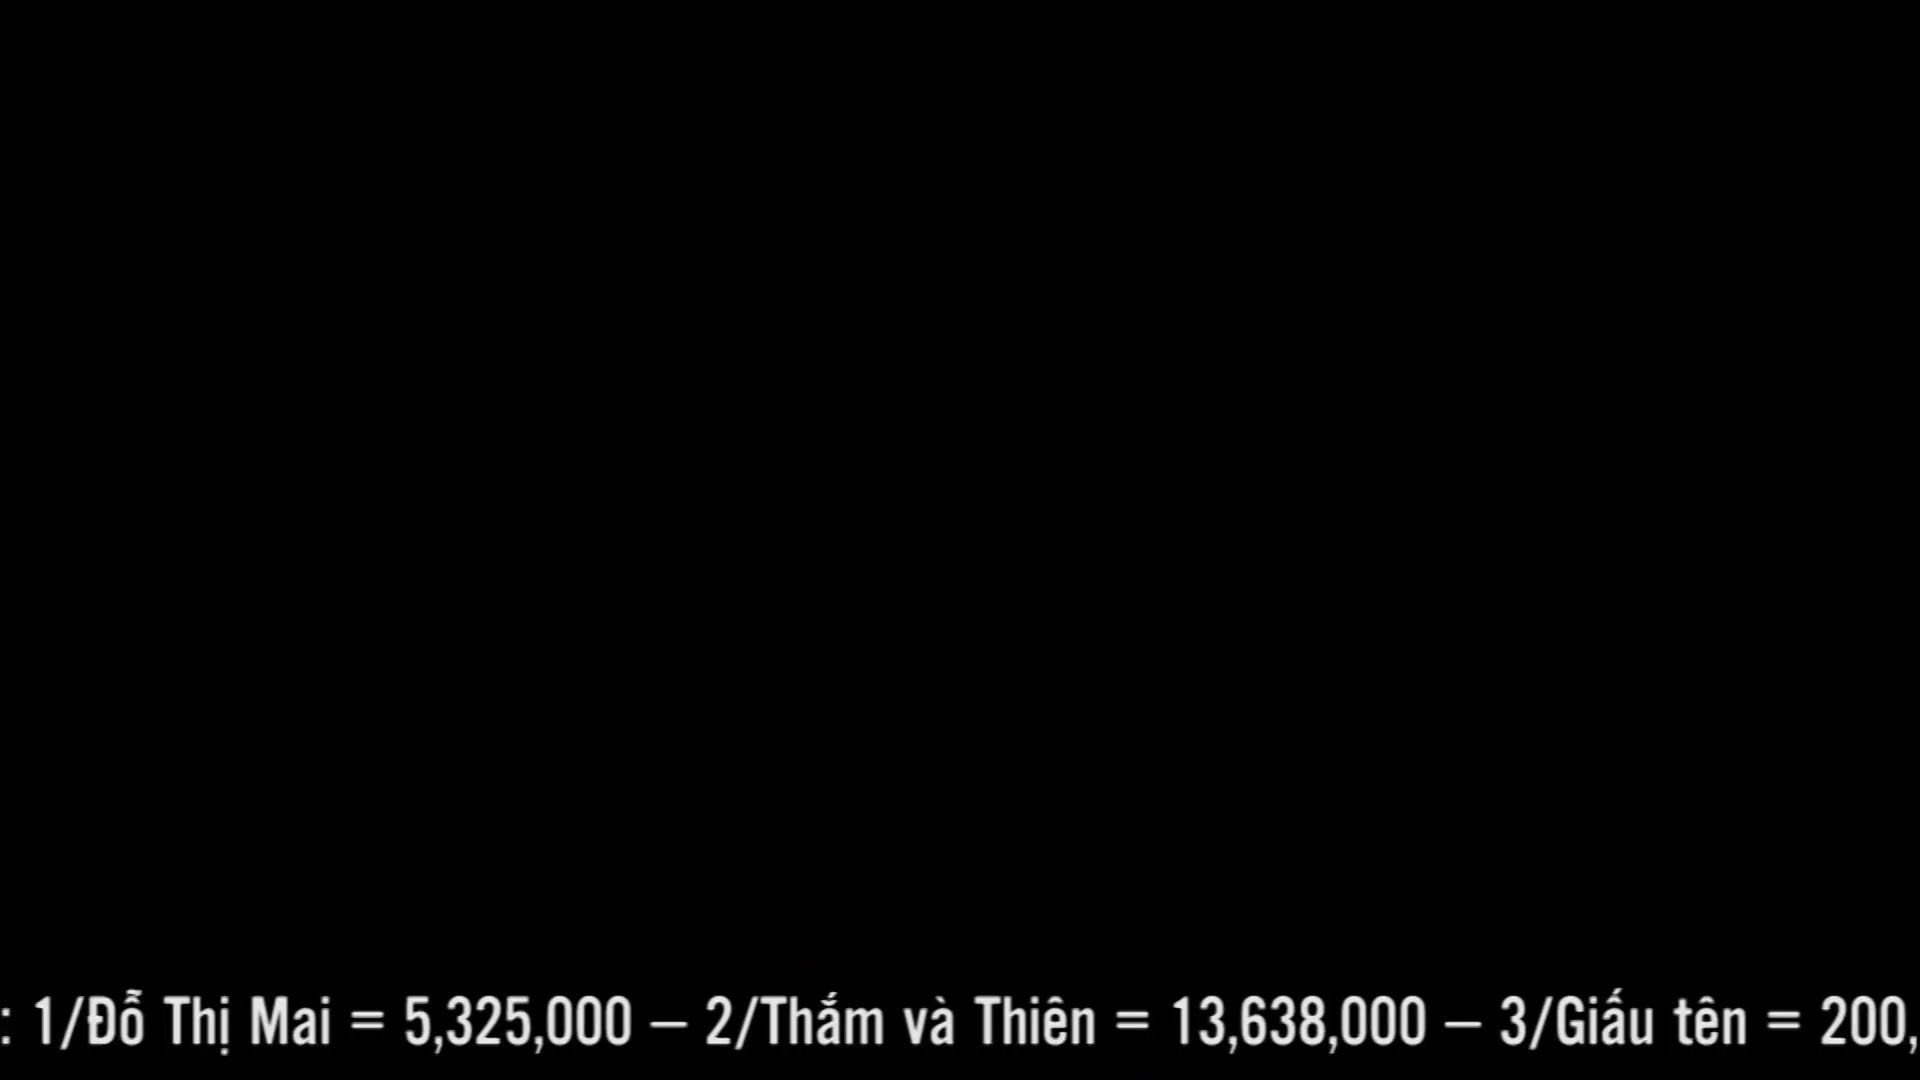 : 1/Đỗ Thị Mai = 5,325,000 – 2/Thắm và Thiên = 13,638,000 – 3/Giấu tên = 200,